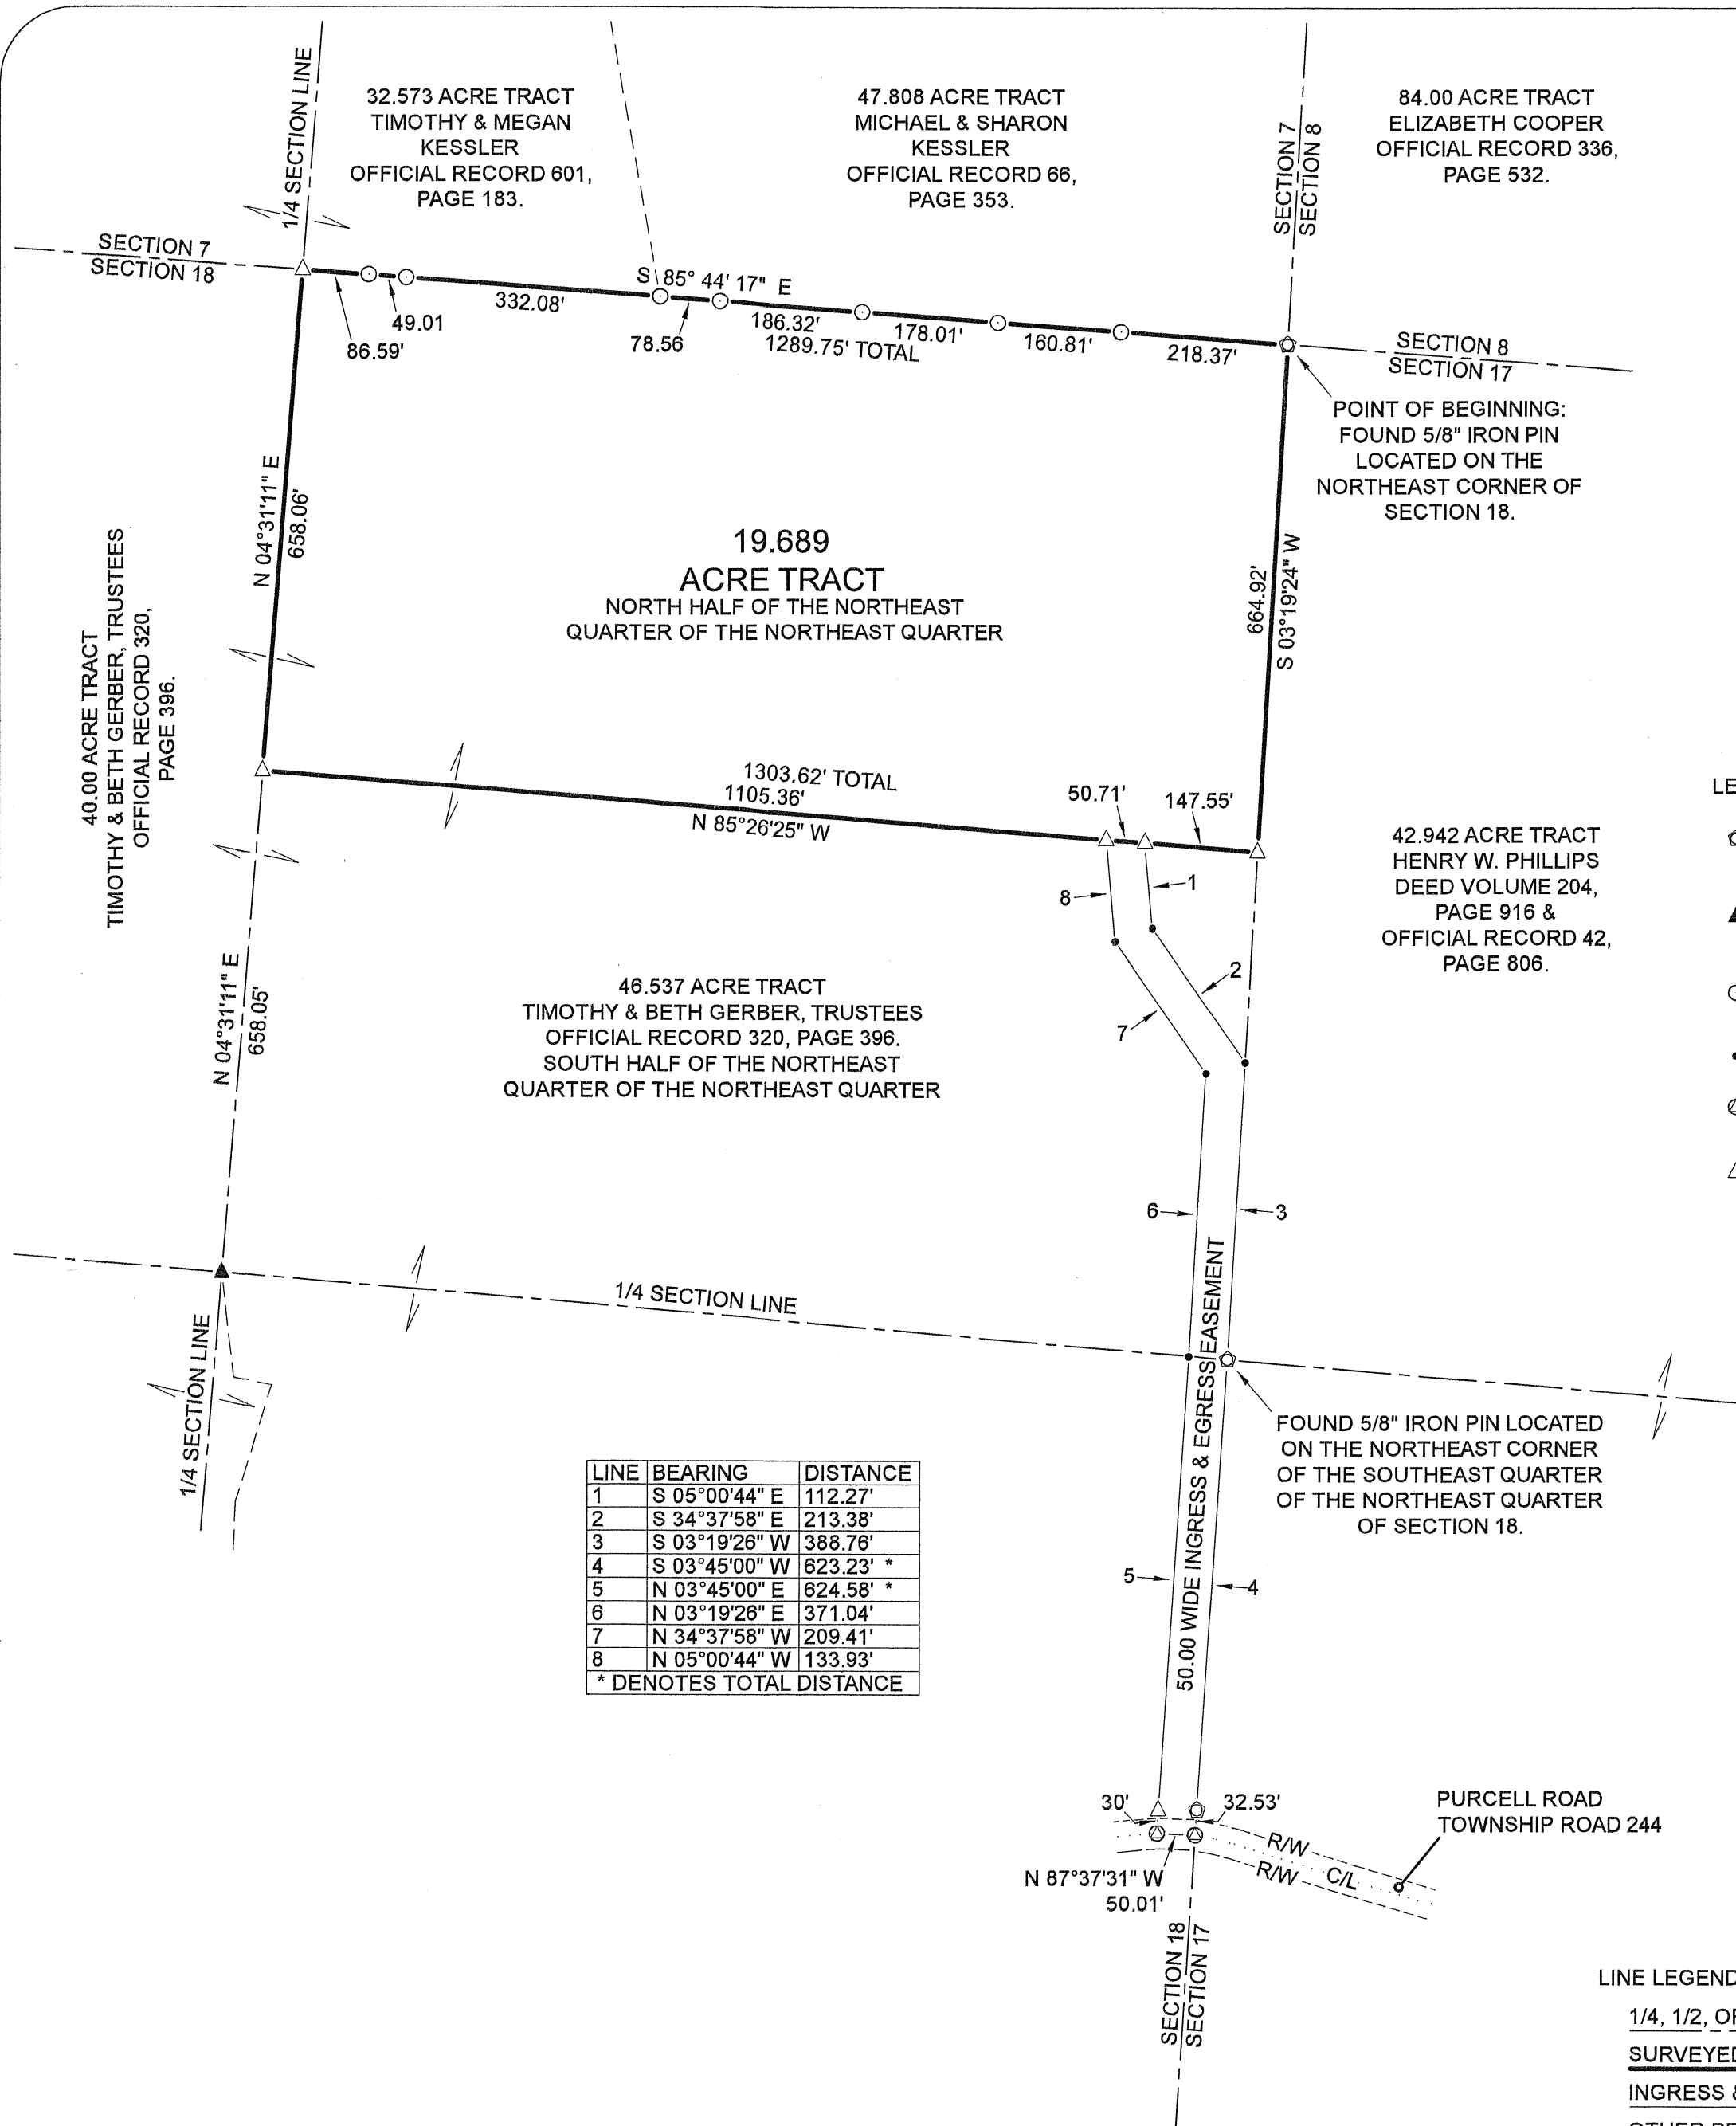 1/4 SECTION LINE
32.573 ACRE TRACT
TIMOTHY & MEGAN
KESSLER
OFFICIAL RECORD 601,
PAGE 183.
47.808 ACRE TRACT
MICHAEL & SHARON
KESSLER
OFFICIAL RECORD 66,
PAGE 353.
SECTION 7
SECTION 8
84.00 ACRE TRACT
ELIZABETH COOPER
OFFICIAL RECORD 336,
PAGE 532.
SECTION 7
SECTION 18
S 85° 44' 17" E
86.59'
49.01
332.08'
78.56
186.32'
1289.75' TOTAL
178.01'
160.81'
218.37'
SECTION 8
SECTION 17
POINT OF BEGINNING:
FOUND 5/8" IRON PIN
LOCATED ON THE
NORTHEAST CORNER OF
SECTION 18.
N 04°31'11" E
658.06'
19.689
ACRE TRACT
NORTH HALF OF THE NORTHEAST
QUARTER OF THE NORTHEAST QUARTER
664.92'
S 03°19'24" W
40.00 ACRE TRACT
TIMOTHY & BETH GERBER, TRUSTEES
OFFICIAL RECORD 320,
PAGE 396.
1303.62' TOTAL
1105.36'
N 85°26'25" W
50.71'
147.55'
LE
42.942 ACRE TRACT
HENRY W. PHILLIPS
DEED VOLUME 204,
PAGE 916 &
OFFICIAL RECORD 42,
PAGE 806.
8
1
2
7
N 04°31'11" E
658.05'
46.537 ACRE TRACT
TIMOTHY & BETH GERBER, TRUSTEES
OFFICIAL RECORD 320, PAGE 396.
SOUTH HALF OF THE NORTHEAST
QUARTER OF THE NORTHEAST QUARTER
6
3
1/4 SECTION LINE
1/4 SECTION LINE
50.00 WIDE INGRESS & EGRESS EASEMENT
FOUND 5/8" IRON PIN LOCATED
ON THE NORTHEAST CORNER
OF THE SOUTHEAST QUARTER
OF THE NORTHEAST QUARTER
OF SECTION 18.
LINE BEARING DISTANCE
1 S 05°00'44" E 112.27'
2 S 34°37'58" E 213.38'
3 S 03°19'26" W 388.76'
4 S 03°45'00" W 623.23' *
5 N 03°45'00" E 624.58' *
6 N 03°19'26" E 371.04'
7 N 34°37'58" W 209.41'
8 N 05°00'44" W 133.93'
* DENOTES TOTAL DISTANCE
5
4
30'
32.53'
PURCELL ROAD
TOWNSHIP ROAD 244
R/W
R/W
C/L
N 87°37'31" W
50.01'
SECTION 18
SECTION 17
LINE LEGEND
1/4, 1/2, O
SURVEYED
INGRESS &